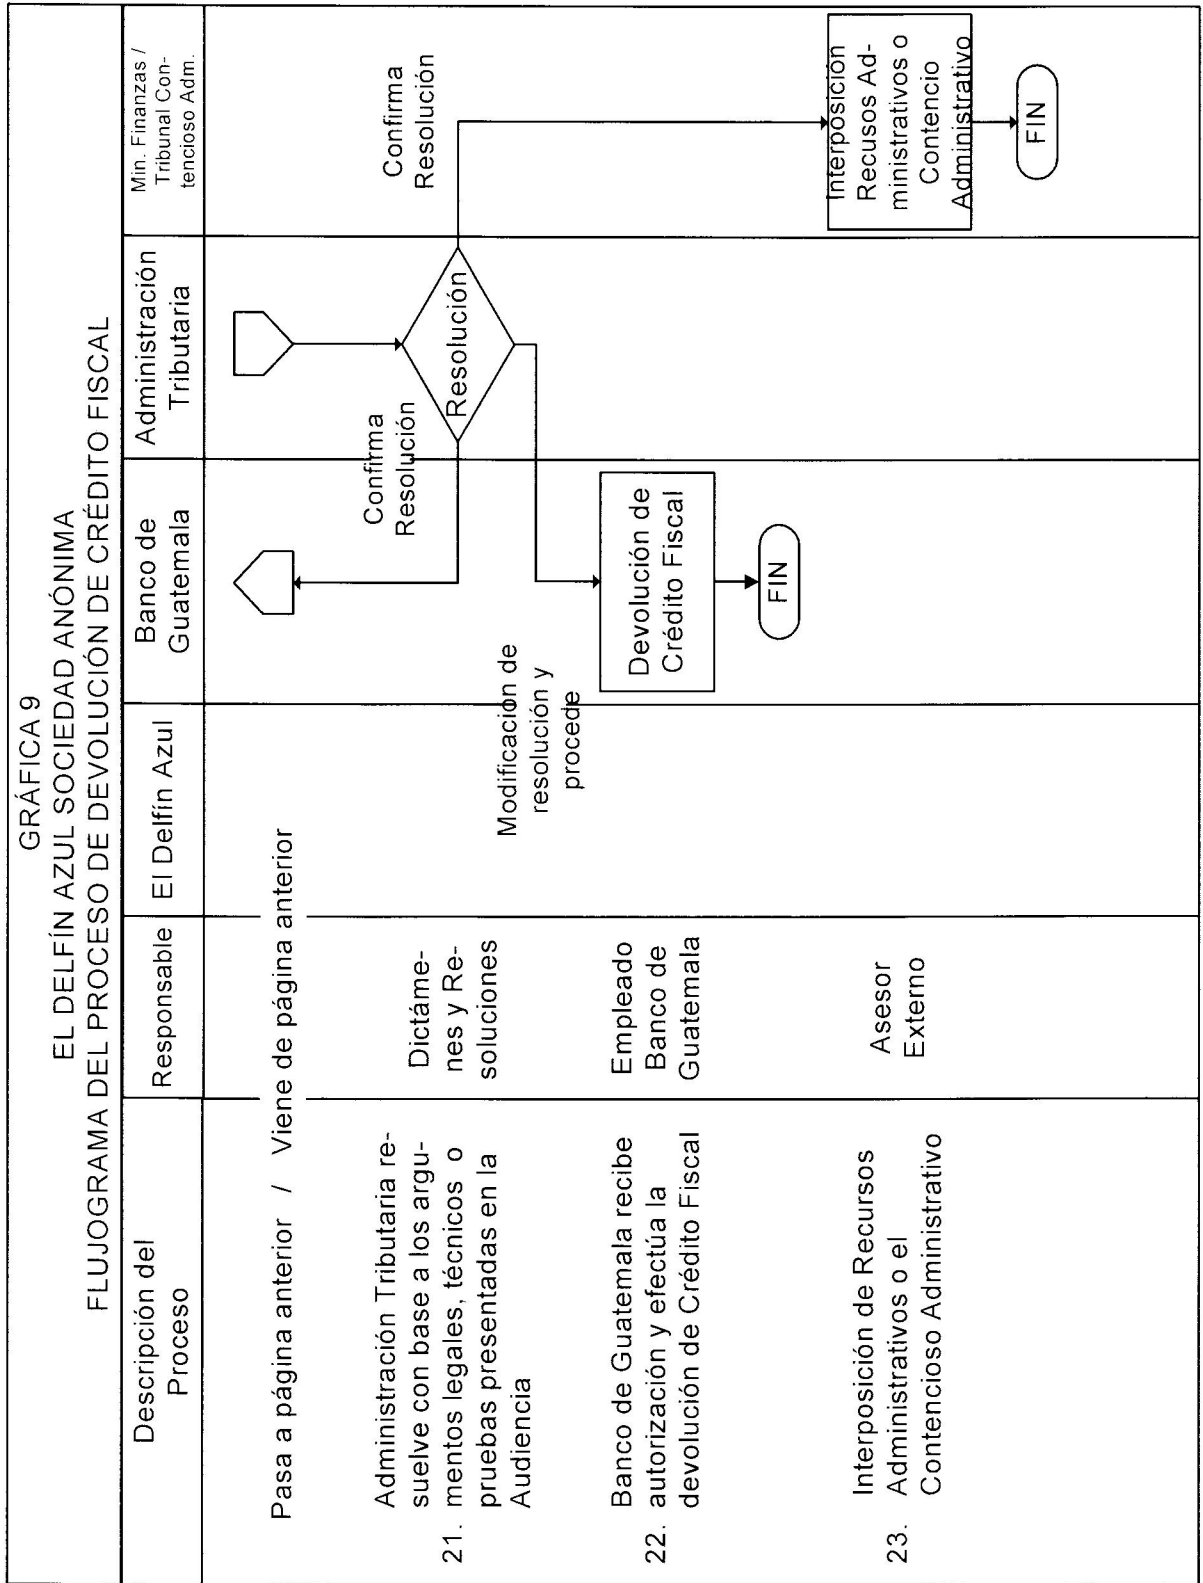 GRÁFICA 9
EL DELFÍN AZUL SOCIEDAD ANÓNIMA
FLUJOGRAMA DEL PROCESO DE DEVOLUCIÓN DE CRÉDITO FISCAL
Descripción del
Proceso
Responsable
El Delfín Azul
Banco de
Guatemala
Administración
Tributaria
Min. Finanzas /
Tribunal Con-
tencioso Adm.
Pasa a página anterior / Viene de página anterior
21.
Administración Tributaria re-
suelve con base a los argu-
mentos legales, técnicos o
pruebas presentadas en la
Audiencia
Dictáme-
nes y Re-
soluciones
Confirma
Resolución
Resolución
Confirma
Resolución
Modificacion de
resolución y
procede
22.
Banco de Guatemala recibe
autorización y efectúa la
devolución de Crédito Fiscal
Empleado
Banco de
Guatemala
Devolución de
Crédito Fiscal
FIN
23.
Interposición de Recursos
Administrativos o el
Contencioso Administrativo
Asesor
Externo
Interposición
Recusos Ad-
ministrativos o
Contencio
Administrativo
FIN